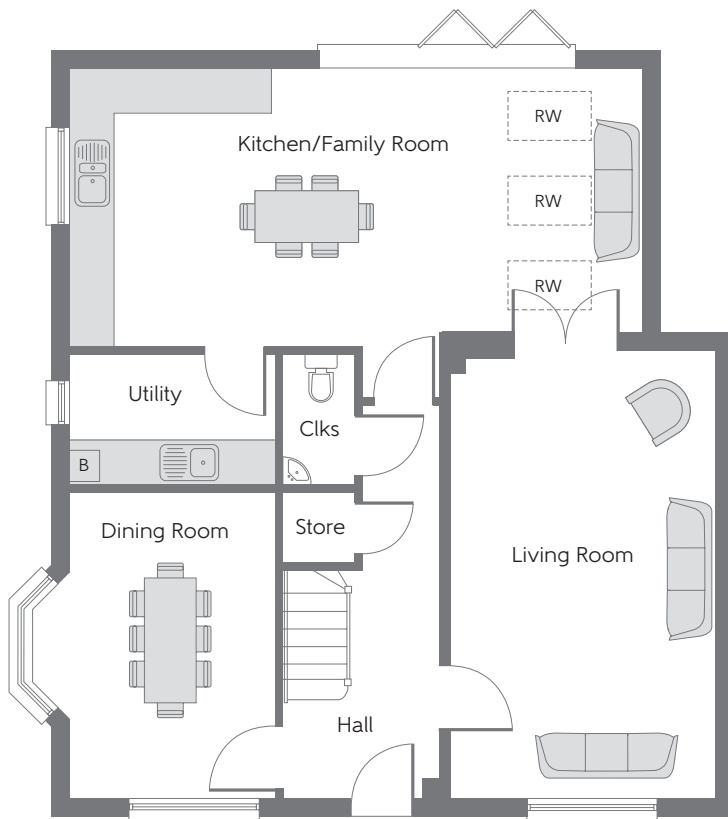 RW
Kitchen/Family Room
RW
RW
Utility
Clks
B
Store
Dining Room
Living Room
Hall